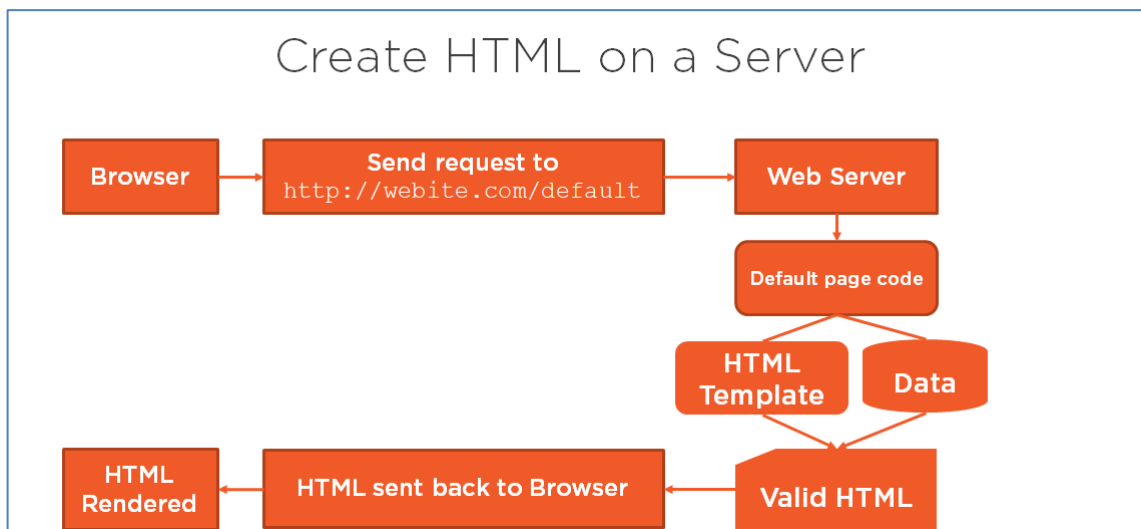 Create HTML on a Server
Browser
Send request to
http://webite.com/default
Web Server
Default page code
HTML
Template
Data
Valid HTML
HTML sent back to Browser
HTML
Rendered